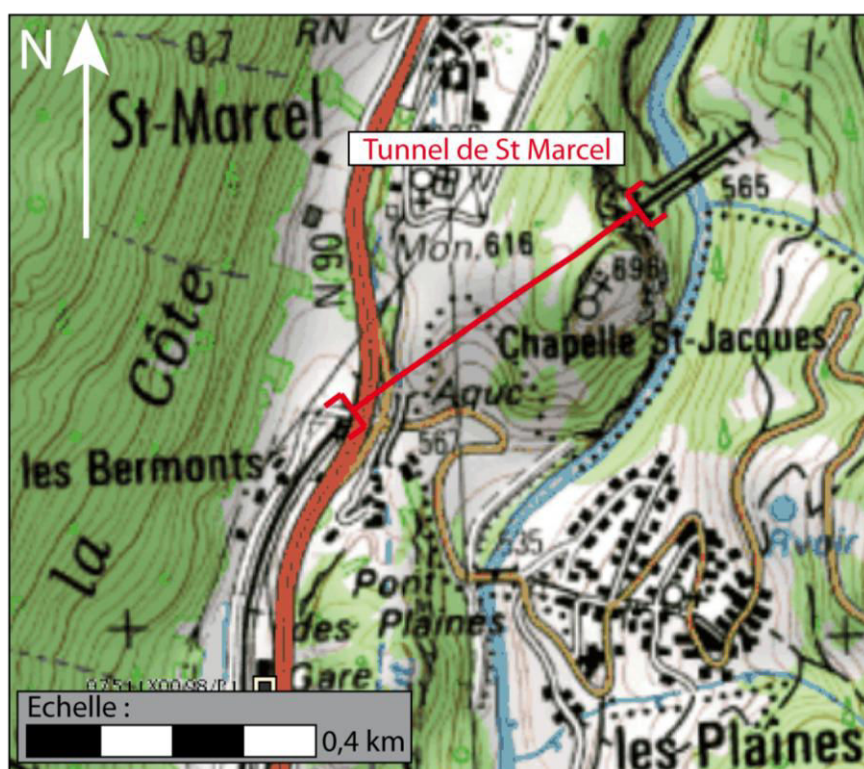 N
0,7
RN
St-Marcel
Tunnel de St Marcel
565
Mon. 616
N 90
696
Côte
Chapelle St-Jacques
Aquc
567
les Bermonts
la
535
Rvoir
Pont
des Plaines
Gare
Echelle :
0,4 km
les Plaines